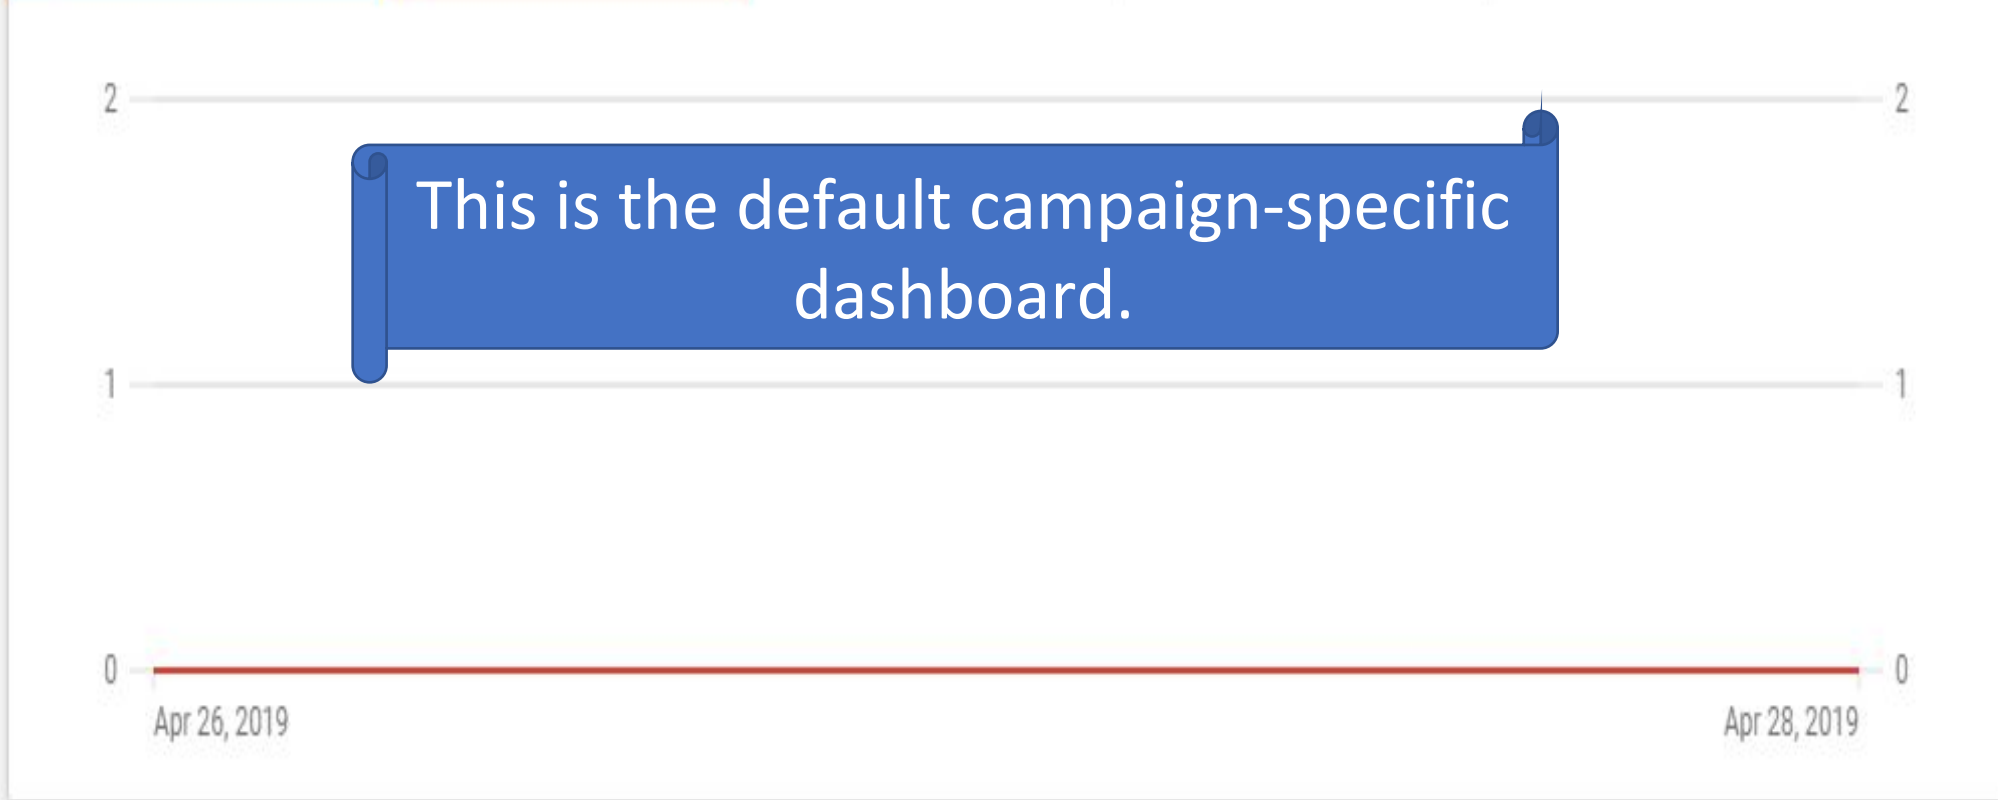 2 2
This is the default campaign-specific
dashboard.
1 1
0 0
Apr 26, 2019 Apr 28, 2019